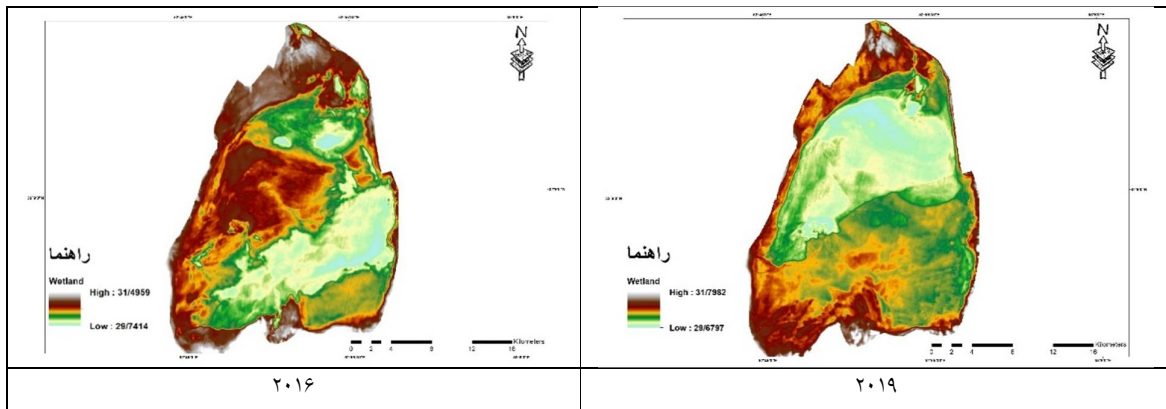 N
راهنما
Wetland
High : 31/4959
Low : 29/7414
0 2 4 8 12 16
Kilometers
۲۰۱۶
N
راهنما
Wetland
High : 31/7982
Low : 29/6797
0 2 4 8 12 16
Kilometers
۲۰۱۹